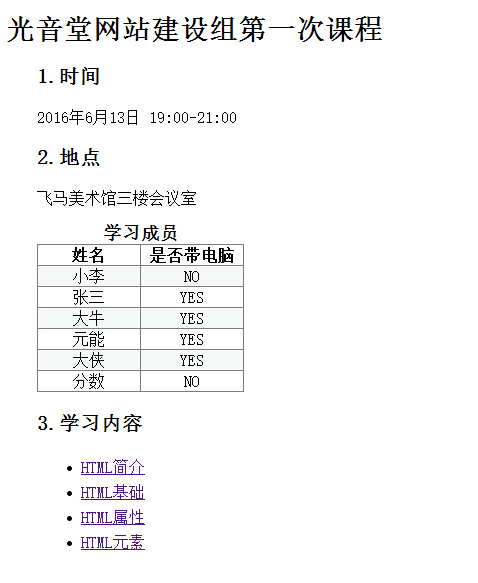 光音堂网站建设组第一次课程
1.时间
2016年6月13日 19:00-21:00
2.地点
飞马美术馆三楼会议室
学习成员
姓名 是否带电脑
小李 NO
张三 YES
大牛 YES
元能 YES
大侠 YES
分数 NO
3.学习内容
HTML简介
HTML基础
HTML属性
HTML元素